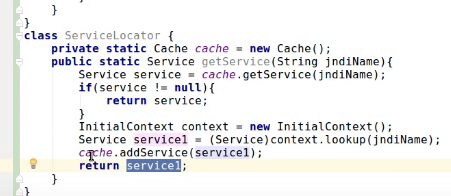 }
}
class ServiceLocator {
private static Cache cache = new Cache();
public static Service getService(String jndiName){
Service service = cache.getService(jndiName);
if(service != null){
return service;
}
InitialContext context = new InitialContext();
Service service1 = (Service)context.lookup(jndiName);
cache.addService(service1);
return service1;
}
}